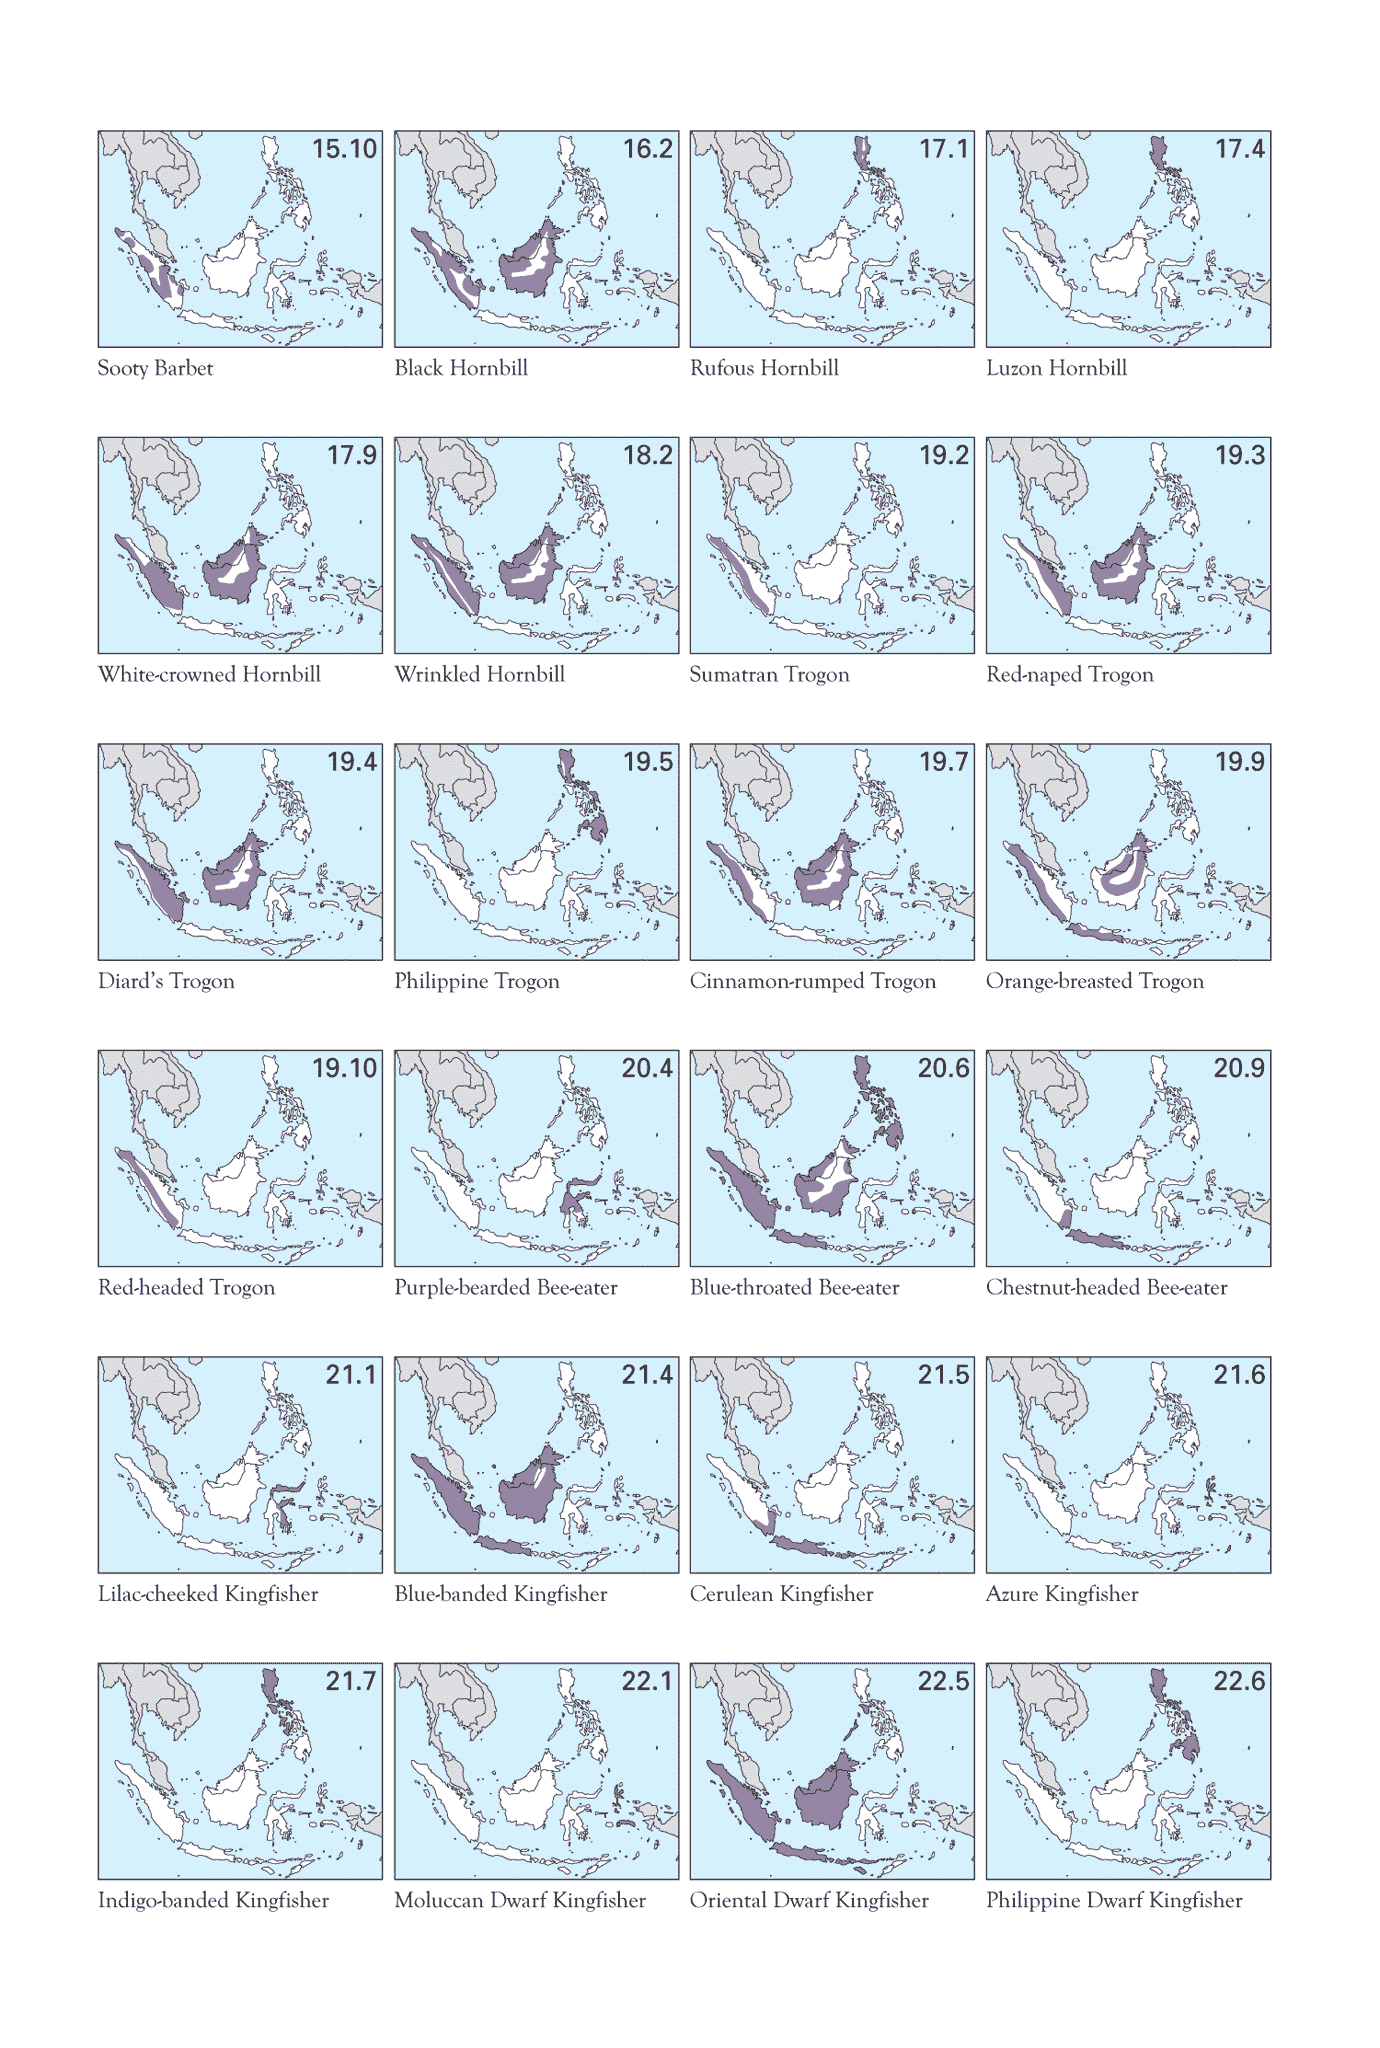 15.10 16.2 17.1 17.4
Sooty Barbet Black Hornbill Rufous Hornbill Luzon Hornbill
17.9 18.2 19.2 19.3
White-crowned Hornbill Wrinkled Hornbill Sumatran Trogon Red-naped Trogon
19.4 19.5 19.7 19.9
Diard's Trogon Philippine Trogon Cinnamon-rumped Trogon Orange-breasted Trogon
19.10 20.4 20.6 20.9
Red-headed Trogon Purple-bearded Bee-eater Blue-throated Bee-eater Chestnut-headed Bee-eater
21.1 21.4 21.5 21.6
Lilac-cheeked Kingfisher Blue-banded Kingfisher Cerulean Kingfisher Azure Kingfisher
21.7 22.1 22.5 22.6
Indigo-banded Kingfisher Moluccan Dwarf Kingfisher Oriental Dwarf Kingfisher Philippine Dwarf Kingfisher